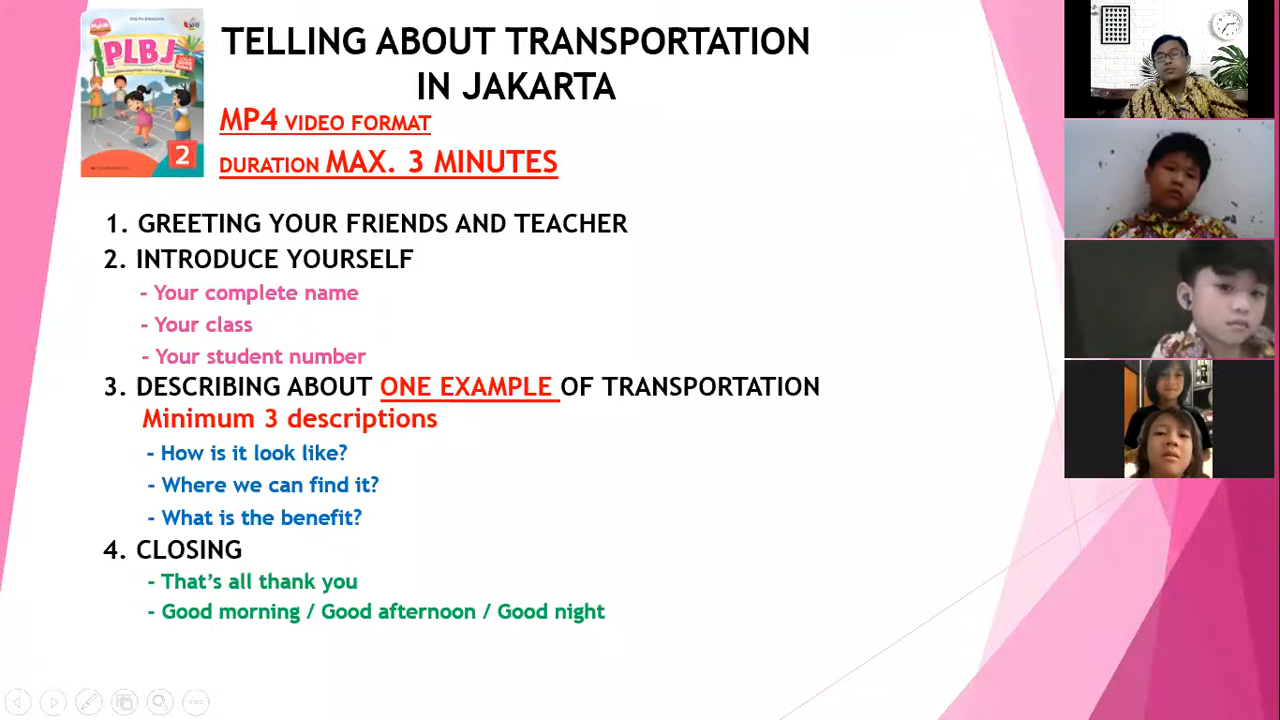 PLBJ
2
TELLING ABOUT TRANSPORTATION
IN JAKARTA
MP4 VIDEO FORMAT
DURATION MAX. 3 MINUTES
1. GREETING YOUR FRIENDS AND TEACHER
2. INTRODUCE YOURSELF
- Your complete name
- Your class
- Your student number
3. DESCRIBING ABOUT ONE EXAMPLE OF TRANSPORTATION
Minimum 3 descriptions
- How is it look like?
- Where we can find it?
- What is the benefit?
4. CLOSING
- That's all thank you
- Good morning / Good afternoon / Good night